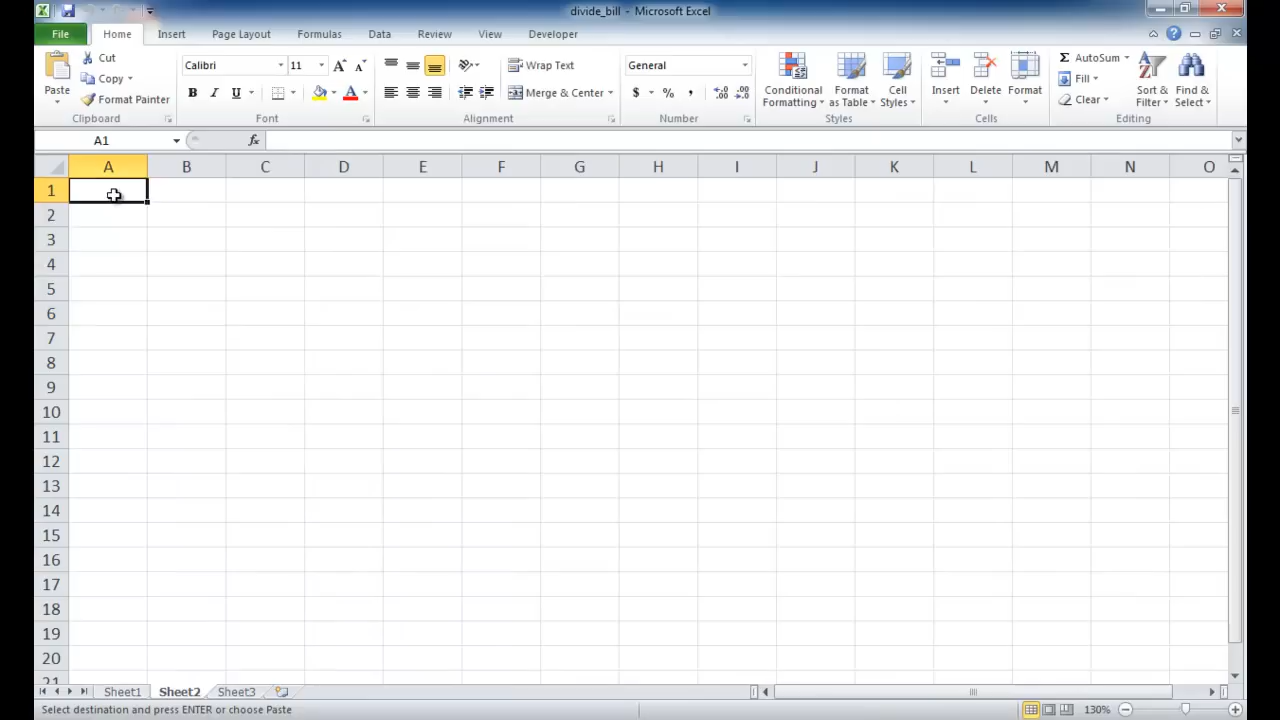 divide_bill - Microsoft Excel
File Home Insert Page Layout Formulas Data Review View Developer
Cut Calibri 11 Wrap Text General AutoSum
Paste Copy Conditional Format Cell Insert Delete Format Fill Sort & Find &
Format Painter B I U A Merge & Center $ % , Formatting as Table Styles Clear Filter Select
Clipboard Font Alignment Number Styles Cells Editing
A1 fx
A B C D E F G H I J K L M N O
1
2
3
4
5
6
7
8
9
10
11
12
13
14
15
16
17
18
19
20
21
Sheet1 Sheet2 Sheet3
Select destination and press ENTER or choose Paste 130%